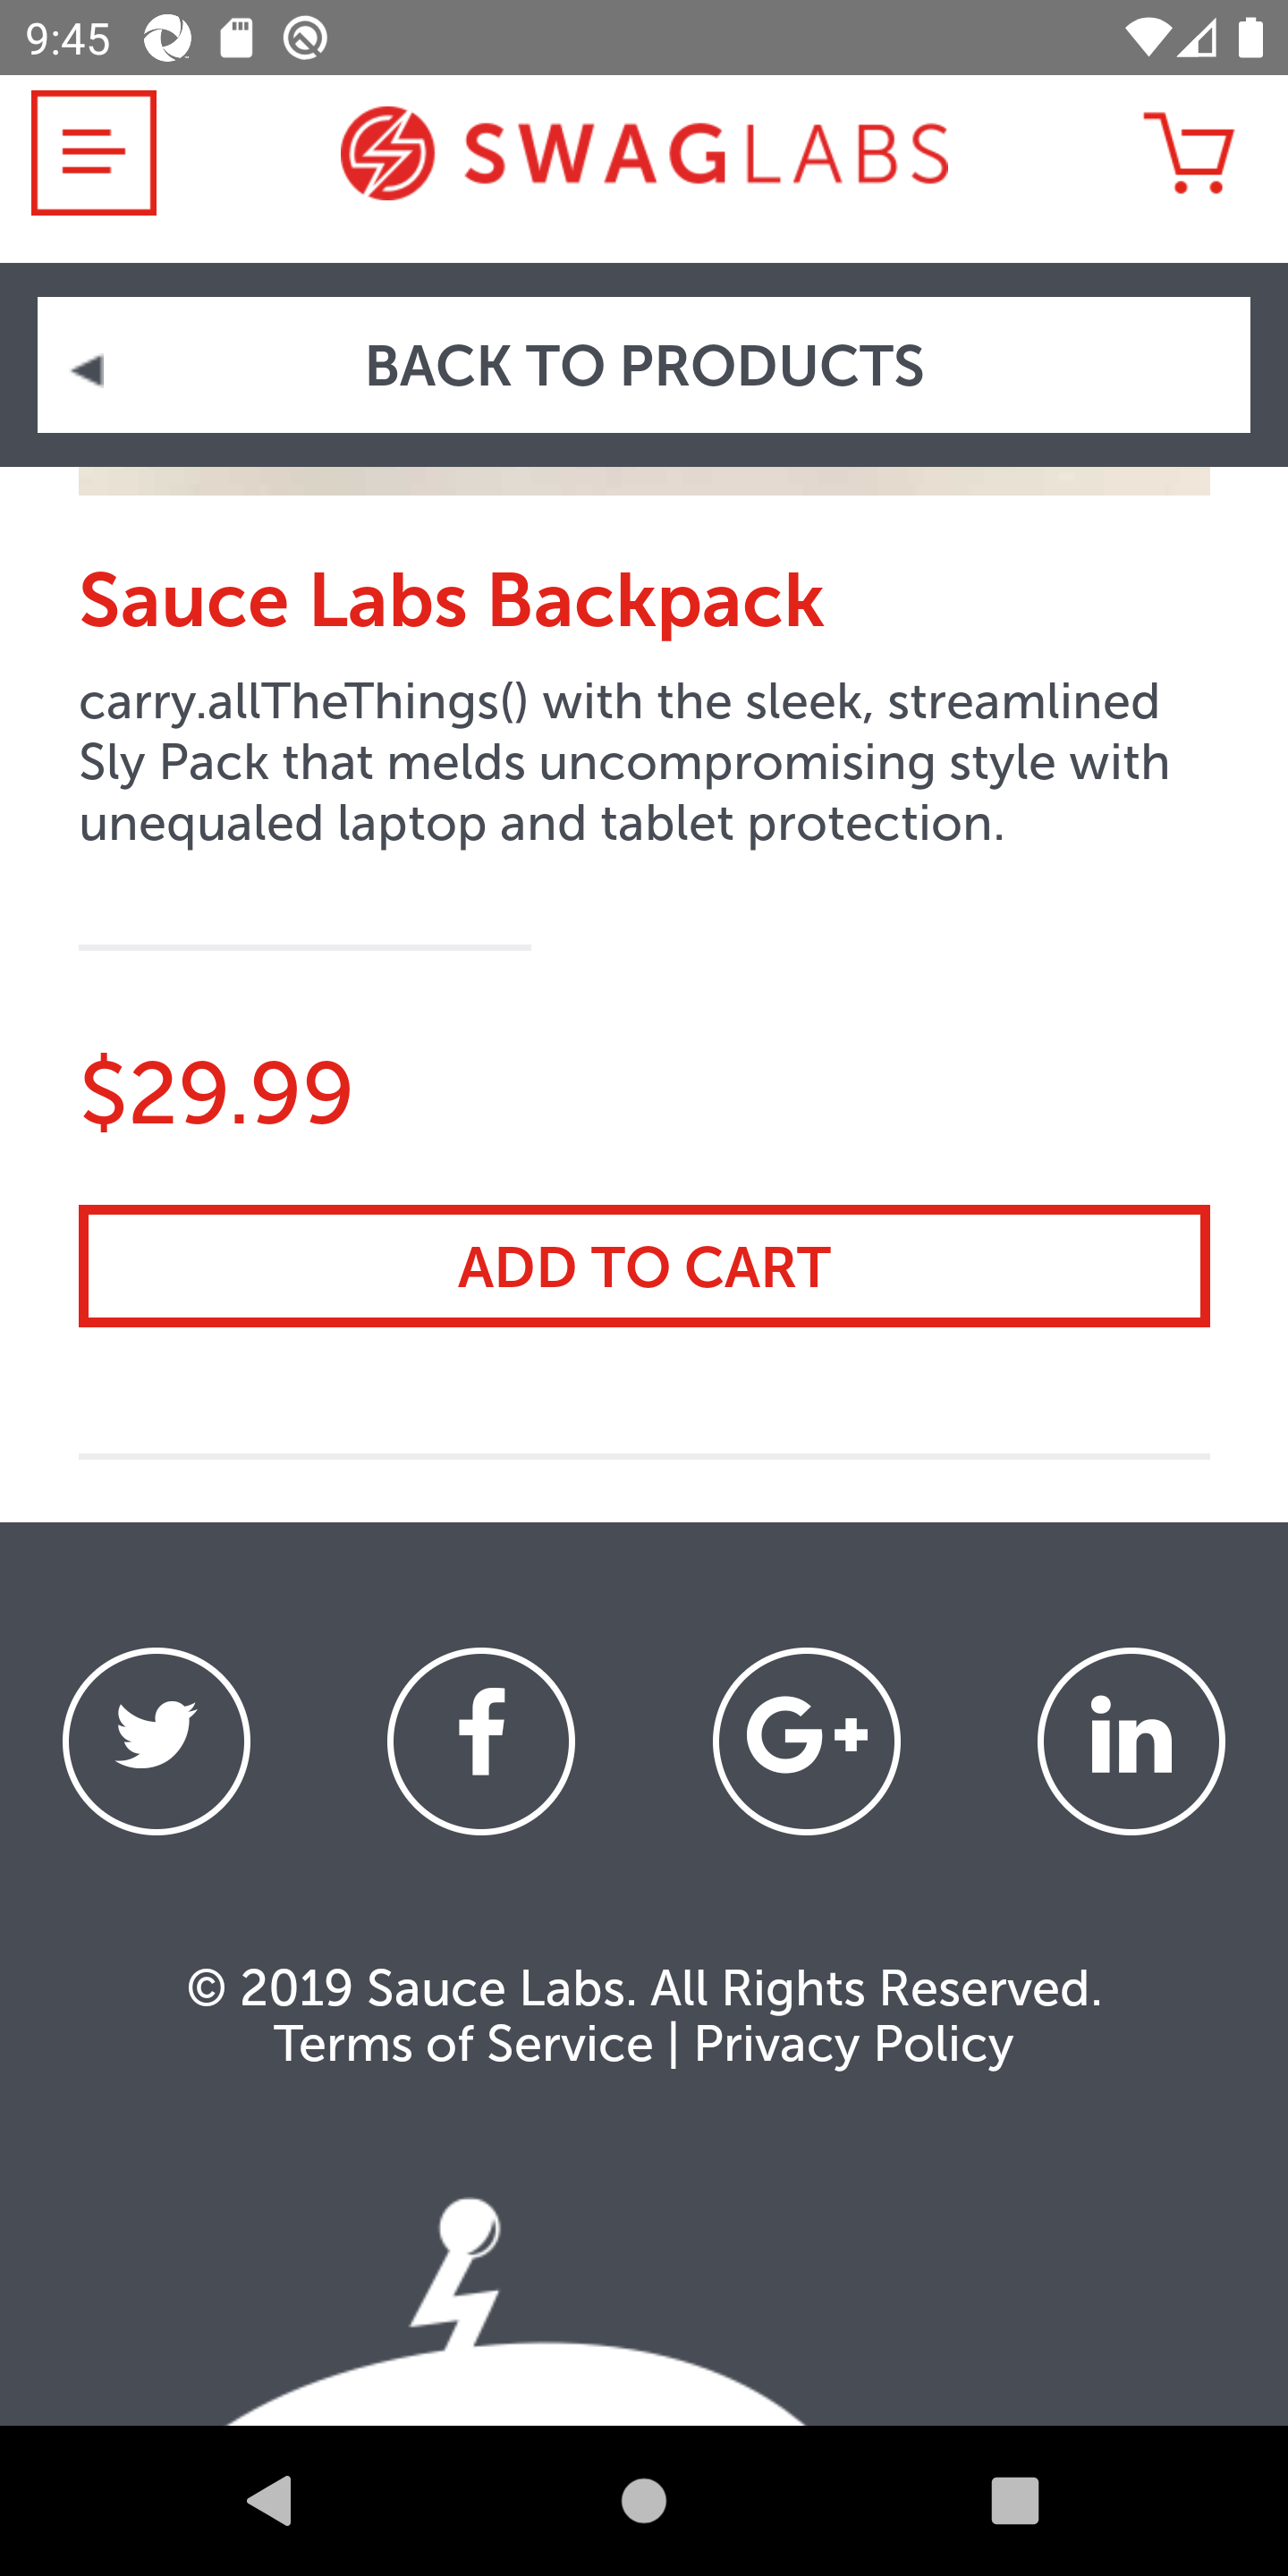 9:45
SWAGLABS
BACK TO PRODUCTS
Sauce Labs Backpack
carry.allTheThings() with the sleek, streamlined
Sly Pack that melds uncompromising style with
unequaled laptop and tablet protection.
$29.99
ADD TO CART
f
G+
in
© 2019 Sauce Labs. All Rights Reserved.
Terms of Service | Privacy Policy